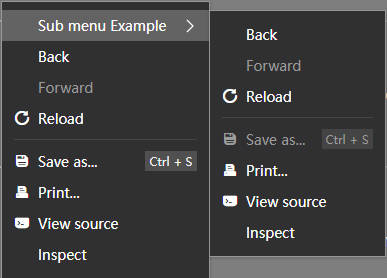 Sub menu Example
Back
Forward
Reload
Save as... Ctrl + S
Print...
View source
Inspect
Back
Forward
Reload
Save as... Ctrl + S
Print...
View source
Inspect